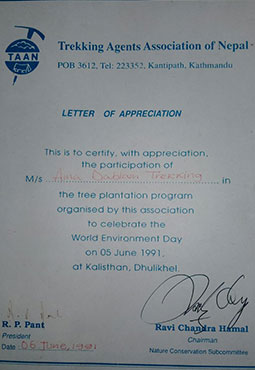 TAAN
Trekking Agents Association of Nepal
POB 3612, Tel: 223352, Kantipath, Kathmandu
LETTER OF APPRECIATION
This is to certify, with appreciation,
the participation of
M/s Ama Dablam Trekking in
the tree plantation program
organised by this association
to celebrate the
World Environment Day
on 05 June 1991,
at Kalisthan, Dhulikhel.
R. P. Pant
President
Date 06 June, 1991
Ravi Chandra Hamal
Chairman
Nature Conservation Subcommittee